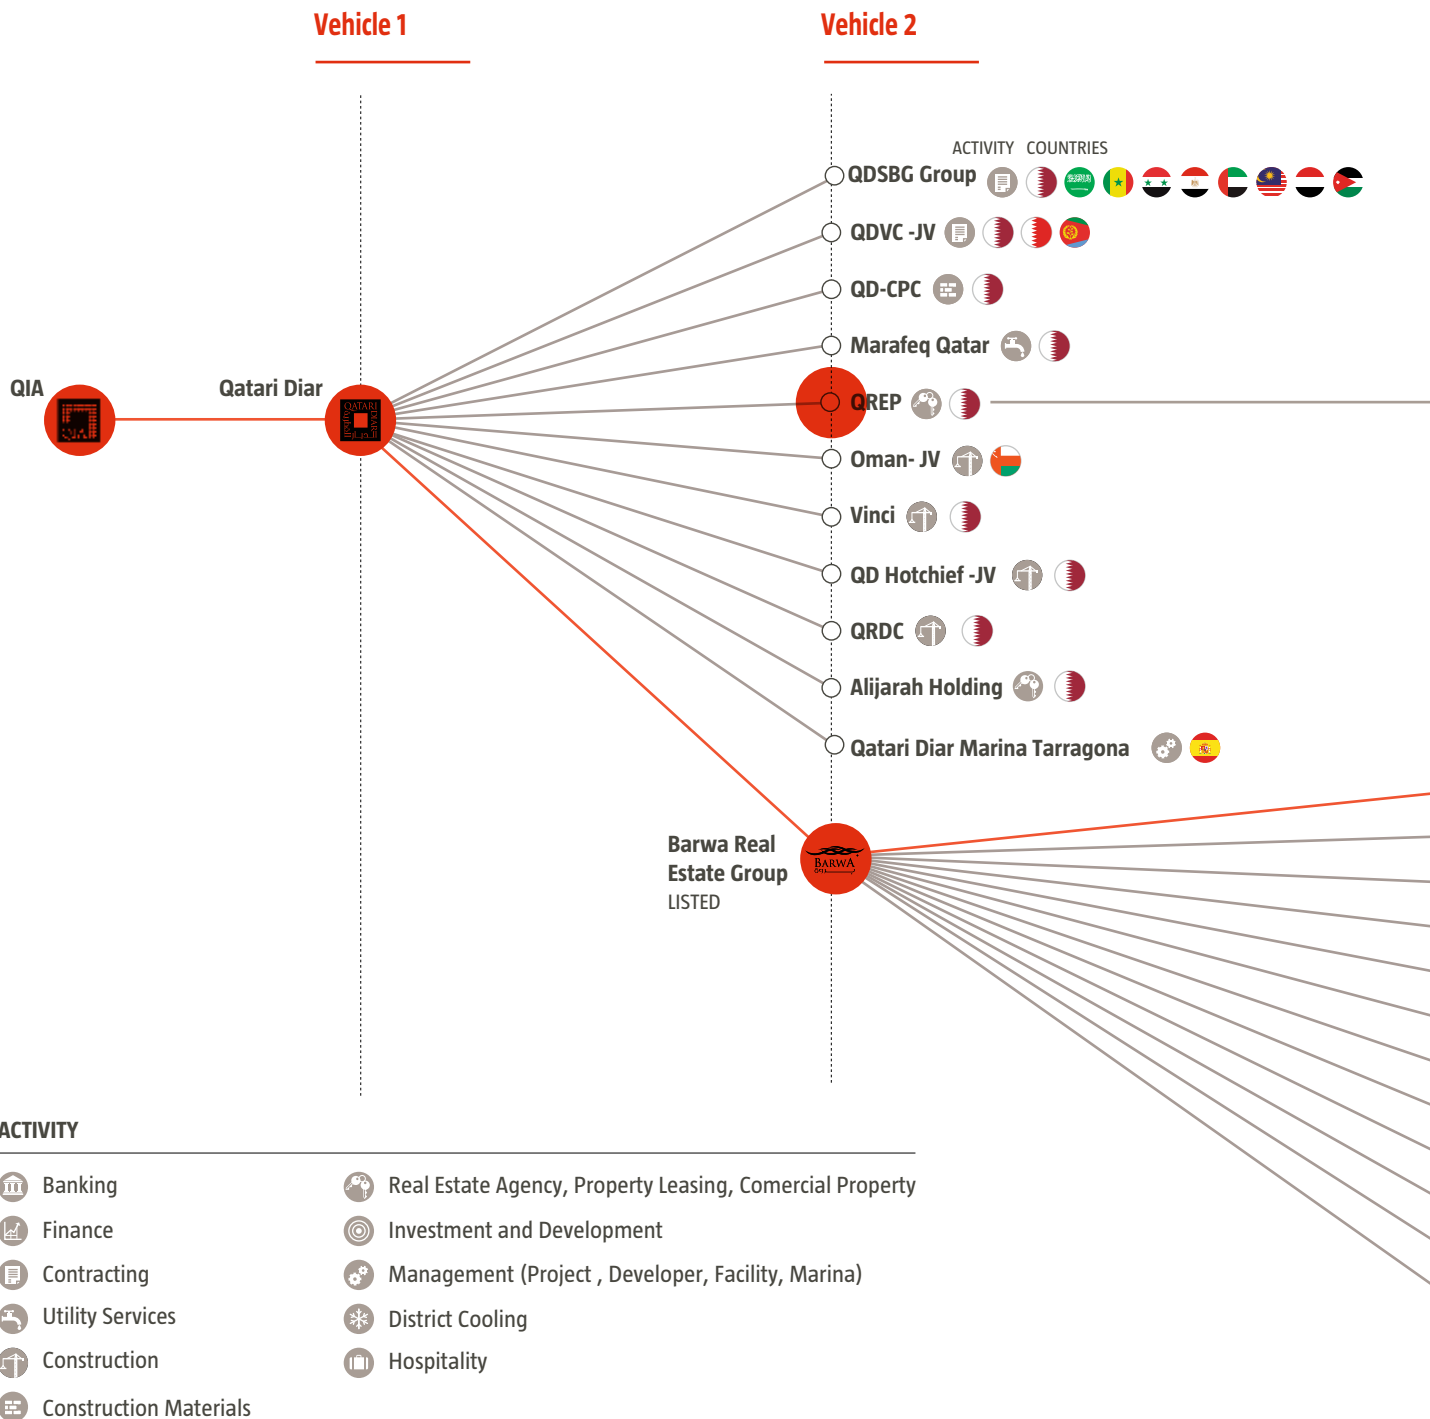 Vehicle 1
Vehicle 2
ACTIVITY COUNTRIES
QDSBG Group
QDVC -JV
QD-CPC
Marafeq Qatar
QIA
Qatari Diar
QATARI
DIAR
QREP
Oman- JV
Vinci
QD Hotchief -JV
QRDC
Alijarah Holding
Qatari Diar Marina Tarragona
Barwa Real
Estate Group
LISTED
BARWA
ACTIVITY
Banking
Finance
Contracting
Utility Services
Construction
Construction Materials
Real Estate Agency, Property Leasing, Comercial Property
Investment and Development
Management (Project , Developer, Facility, Marina)
District Cooling
Hospitality